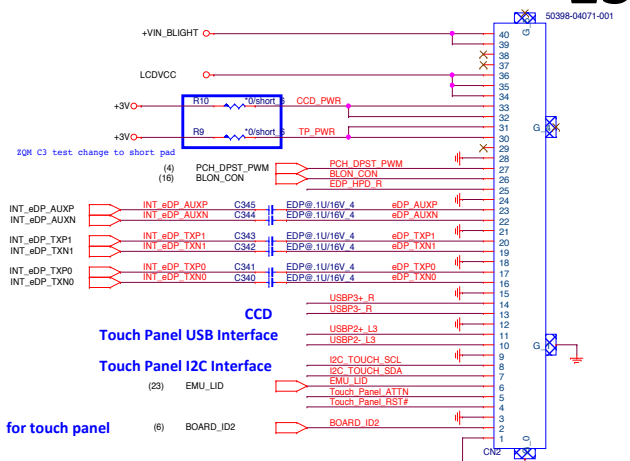 50398-04071-001
+VIN_BLIGHT
40
39
38
37
LCDVCC
36
35
34
+3V R10 *0/short_6 CCD_PWR 33
32
31
+3V R9 *0/short_6 TP_PWR 30
29
ZQM C3 test change to short pad
28
(4) PCH_DPST_PWM PCH_DPST_PWM 27
(16) BLON_CON BLON_CON 26
EDP_HPD_R 25
24
INT_eDP_AUXP INT_eDP_AUXP C345 EDP@.1U/16V_4 eDP_AUXP 23
INT_eDP_AUXN INT_eDP_AUXN C344 EDP@.1U/16V_4 eDP_AUXN 22
21
INT_eDP_TXP1 INT_eDP_TXP1 C343 EDP@.1U/16V_4 eDP_TXP1 20
INT_eDP_TXN1 INT_eDP_TXN1 C342 EDP@.1U/16V_4 eDP_TXN1 19
18
INT_eDP_TXP0 INT_eDP_TXP0 C341 EDP@.1U/16V_4 eDP_TXP0 17
INT_eDP_TXN0 INT_eDP_TXN0 C340 EDP@.1U/16V_4 eDP_TXN0 16
15
USBP3+_R 14
CCD USBP3-_R 13
12
Touch Panel USB Interface USBP2+_L3 11
USBP2-_L3 10
9
Touch Panel I2C Interface I2C_TOUCH_SCL 8
I2C_TOUCH_SDA 7
(23) EMU_LID EMU_LID 6
Touch_Panel_ATTN 5
Touch_Panel_RST# 4
3
for touch panel (6) BOARD_ID2 BOARD_ID2 2
1
CN2